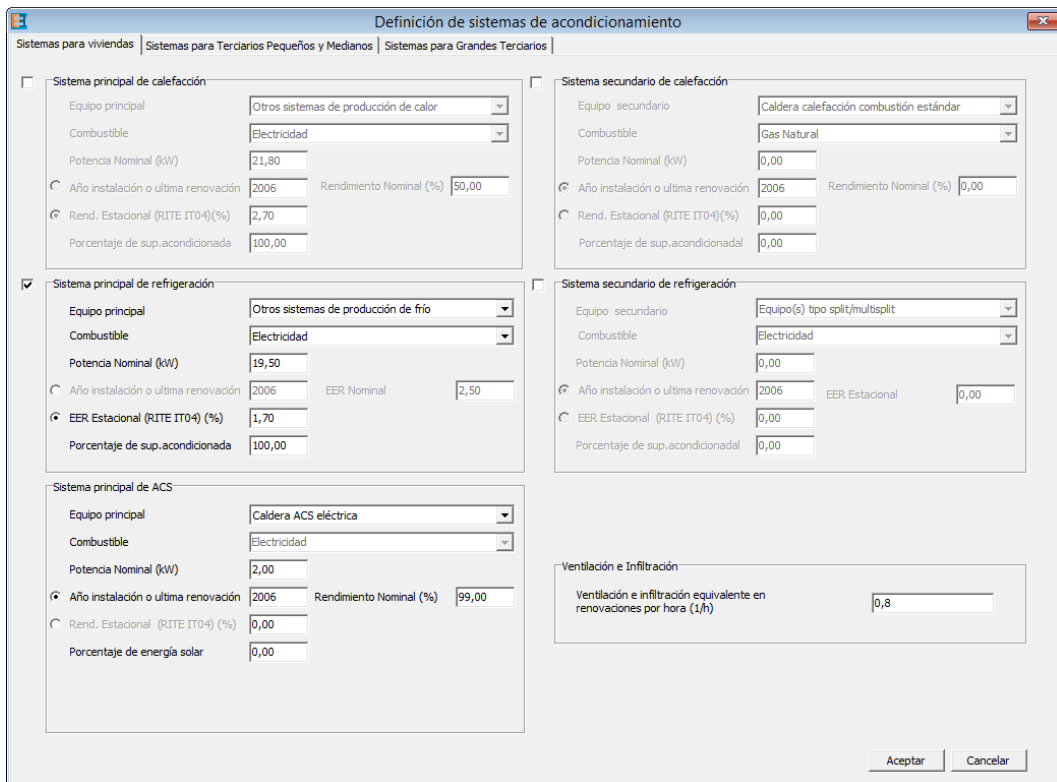 Definición de sistemas de acondicionamiento
Sistemas para viviendas
Sistemas para Terciarios Pequeños y Medianos
Sistemas para Grandes Terciarios
Sistema principal de calefacción
Equipo principal
Otros sistemas de producción de calor
Combustible
Electricidad
Potencia Nominal (kW)
21,80
Año instalación o ultima renovación
2006
Rendimiento Nominal (%)
50,00
Rend. Estacional (RITE IT04)(%)
2,70
Porcentaje de sup.acondicionada
100,00
Sistema secundario de calefacción
Equipo secundario
Caldera calefacción combustión estándar
Combustible
Gas Natural
Potencia Nominal (kW)
0,00
Año instalación o ultima renovación
2006
Rendimiento Nominal (%)
0,00
Rend. Estacional (RITE IT04)(%)
0,00
Porcentaje de sup.acondicionadal
0,00
Sistema principal de refrigeración
Equipo principal
Otros sistemas de producción de frío
Combustible
Electricidad
Potencia Nominal (kW)
19,50
Año instalación o ultima renovación
2006
EER Nominal
2,50
EER Estacional (RITE IT04) (%)
1,70
Porcentaje de sup.acondicionada
100,00
Sistema secundario de refrigeración
Equipo secundario
Equipo(s) tipo split/multisplit
Combustible
Electricidad
Potencia Nominal (kW)
0,00
Año instalación o ultima renovación
2006
EER Estacional
0,00
EER Estacional (RITE IT04) (%)
0,00
Porcentaje de sup.acondicionadal
0,00
Sistema principal de ACS
Equipo principal
Caldera ACS eléctrica
Combustible
Electricidad
Potencia Nominal (kW)
2,00
Año instalación o ultima renovación
2006
Rendimiento Nominal (%)
99,00
Rend. Estacional (RITE IT04) (%)
0,00
Porcentaje de energía solar
0,00
Ventilación e Infiltración
Ventilación e infiltración equivalente en
renovaciones por hora (1/h)
0,8
Aceptar
Cancelar